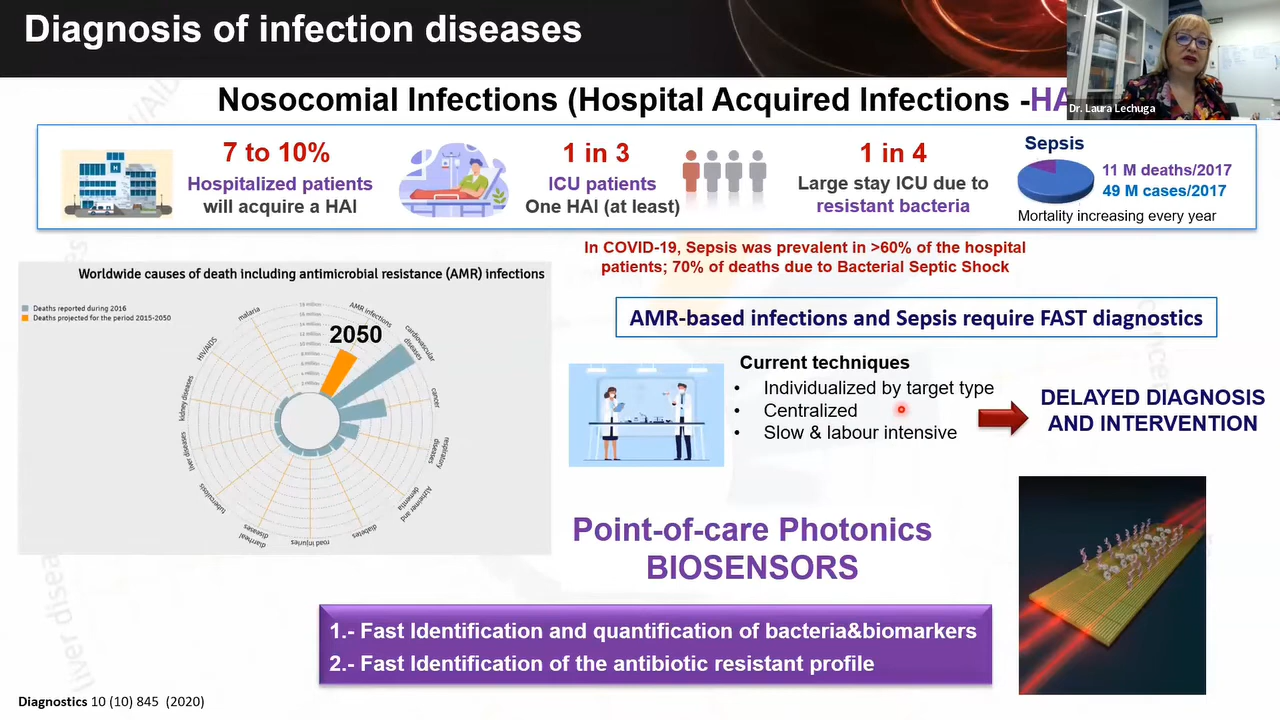 Diagnosis of infection diseases
Dr. Laura Lechuga
Nosocomial Infections (Hospital Acquired Infections -HA
7 to 10%
Hospitalized patients
will acquire a HAI
1 in 3
ICU patients
One HAI (at least)
1 in 4
Large stay ICU due to
resistant bacteria
Sepsis
11 M deaths/2017
49 M cases/2017
Mortality increasing every year
In COVID-19, Sepsis was prevalent in >60% of the hospital
patients; 70% of deaths due to Bacterial Septic Shock
Worldwide causes of death including antimicrobial resistance (AMR) infections
Deaths reported during 2016
Deaths projected for the period 2015-2050
2050
AMR infections
cardiovascular
diseases
cancer
respiratory
diseases
Alzheimer and
dementia
diabetes
road injuries
diarrheal
diseases
tuberculosis
liver diseases
kidney diseases
HIV/AIDS
malaria
AMR-based infections and Sepsis require FAST diagnostics
Current techniques
• Individualized by target type
• Centralized
• Slow & labour intensive
DELAYED DIAGNOSIS
AND INTERVENTION
Point-of-care Photonics
BIOSENSORS
1.- Fast Identification and quantification of bacteria&biomarkers
2.- Fast Identification of the antibiotic resistant profile
Diagnostics 10 (10) 845 (2020)